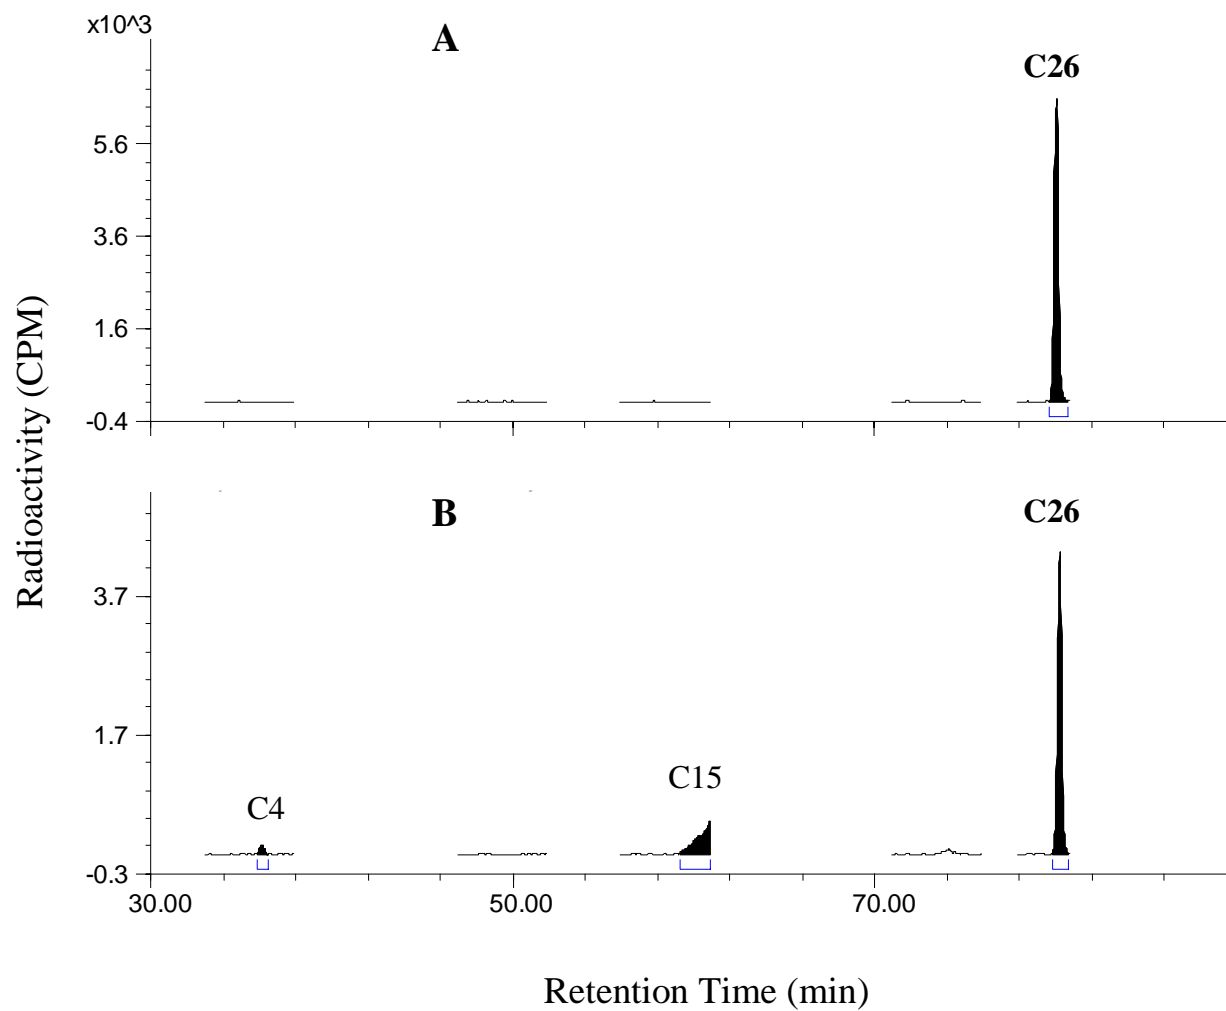 x10^3
A
C26
5.6
3.6
1.6
-0.4
Radioactivity (CPM)
B
C26
3.7
1.7
C15
C4
-0.3
30.00 50.00 70.00
Retention Time (min)